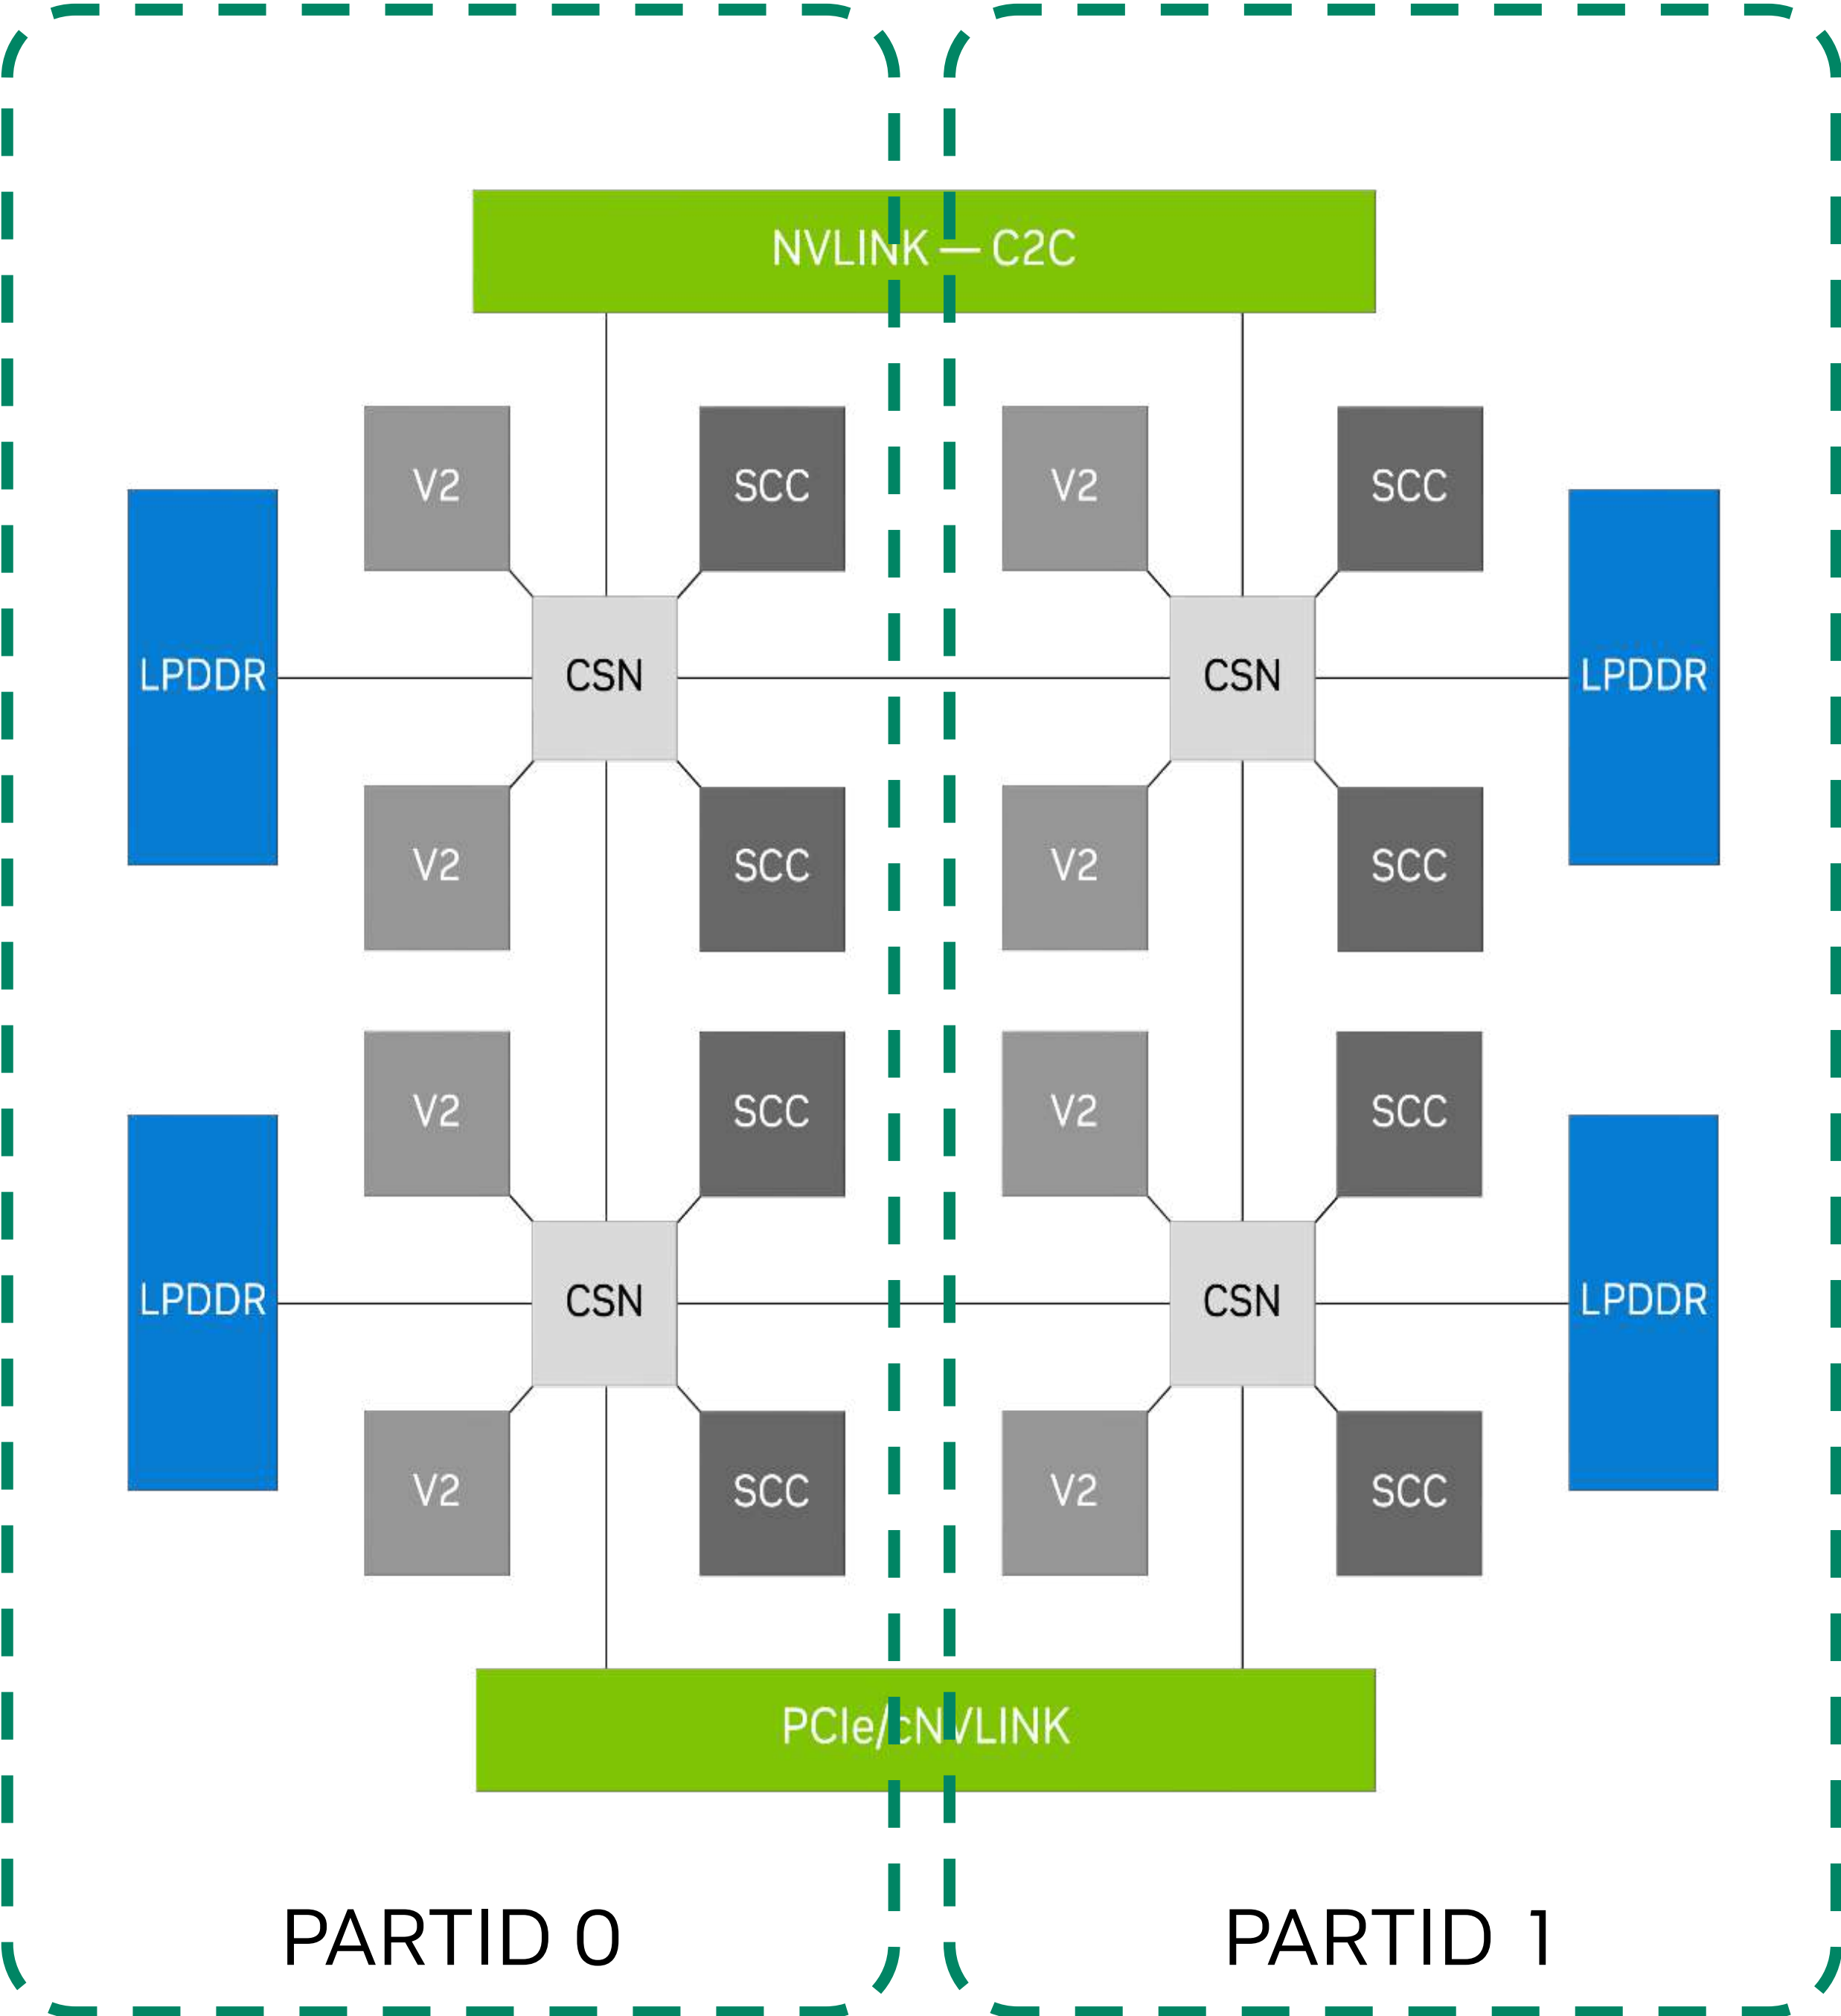 NVLINK — C2C
V2 SCC V2 SCC
LPDDR CSN CSN LPDDR
V2 SCC V2 SCC
V2 SCC V2 SCC
LPDDR CSN CSN LPDDR
V2 SCC V2 SCC
PCIe/cNVLINK
PARTID 0 PARTID 1